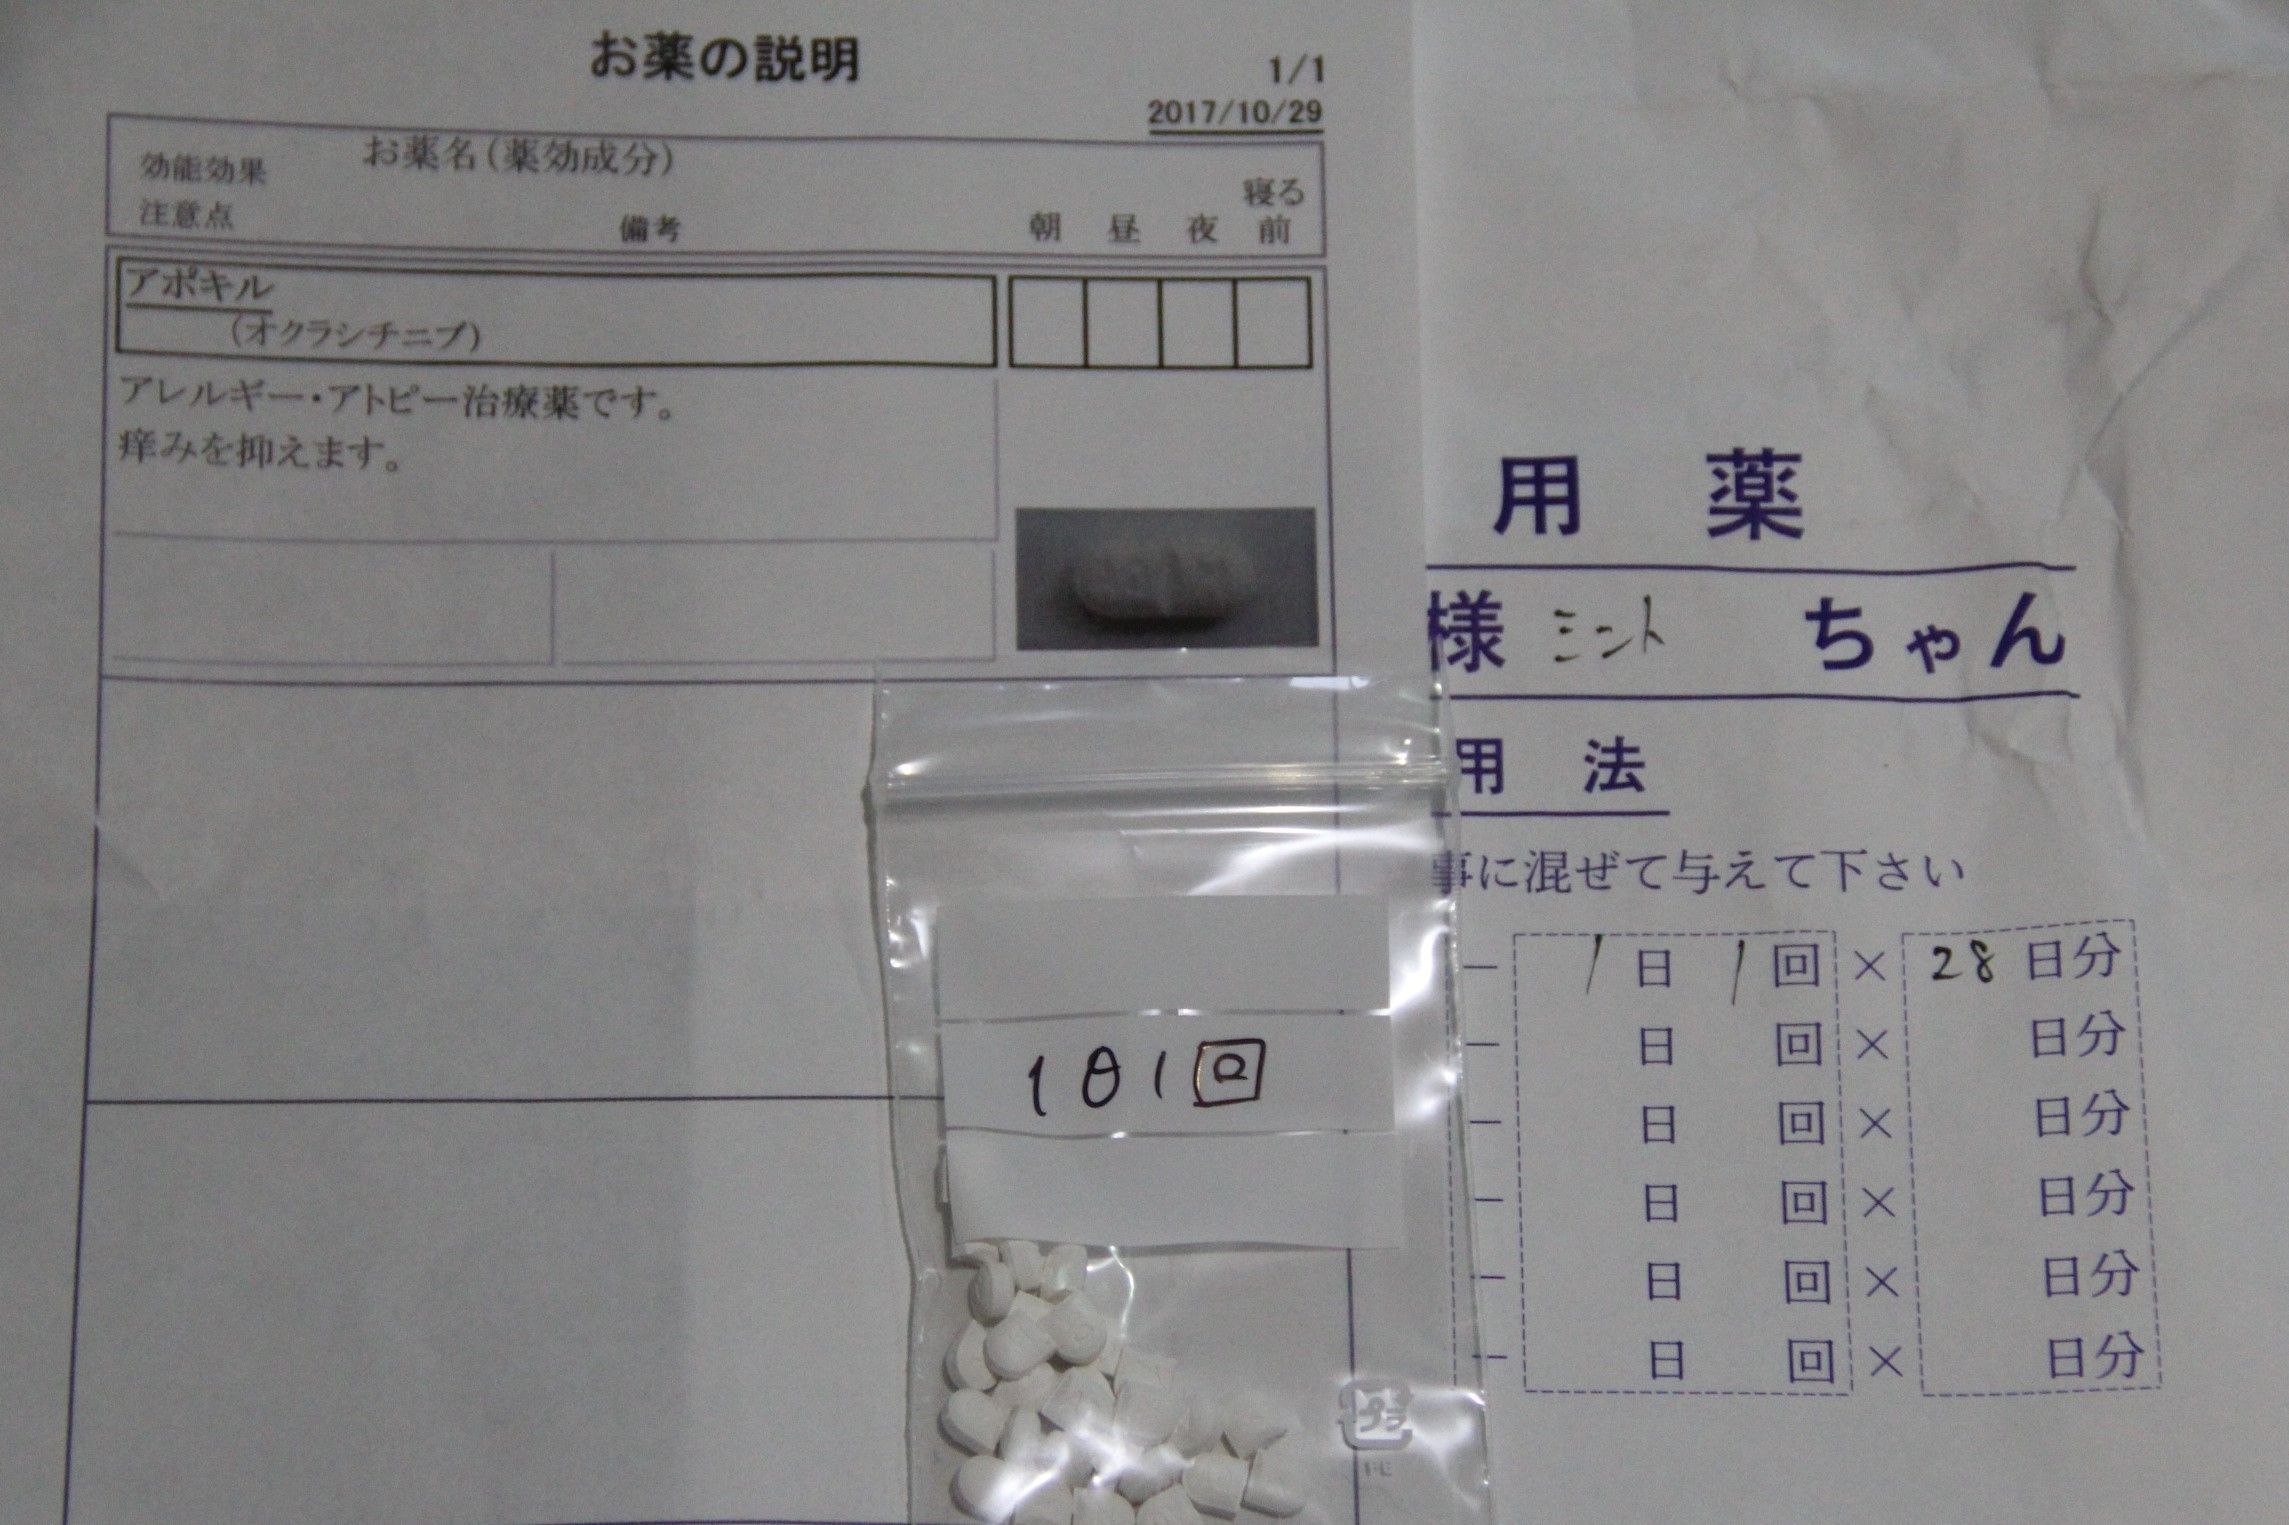 お薬の説明
1/1
2017/10/29
効能効果 お薬名(薬効成分)
注意点 備考 朝 昼 夜 寝る前
アポキル
(オクラシチニブ)
アレルギー・アトピー治療薬です。
痒みを抑えます。
用 薬
様 ミント ちゃん
用 法
事に混ぜて与えて下さい
1日 1回 × 28日分
日 回 × 日分
日 回 × 日分
日 回 × 日分
日 回 × 日分
日 回 × 日分
1日1回
プラ